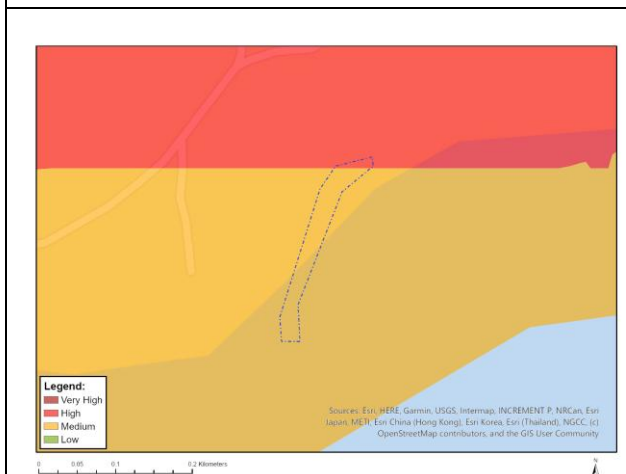 Legend:
Very High
High
Medium
Low
Sources: Esri, HERE, Garmin, USGS, Intermap, INCREMENT P, NRCan, Esri
Japan, METI, Esri China (Hong Kong), Esri Korea, Esri (Thailand), NGCC, (c)
OpenStreetMap contributors, and the GIS User Community
0 0.05 0.1 0.2 Kilometers
N